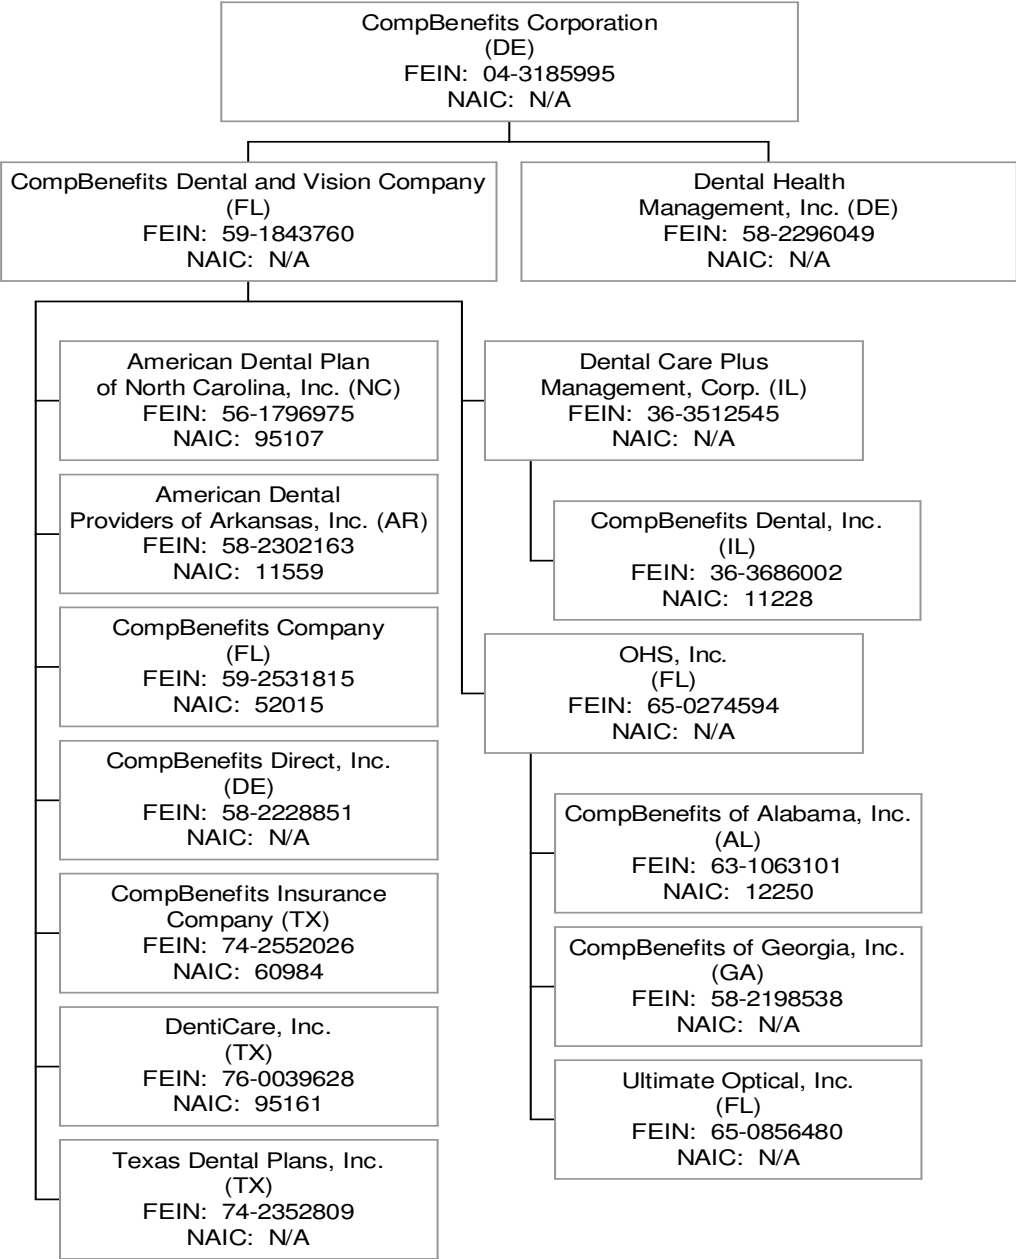 CompBenefits Corporation
(DE)
FEIN: 04-3185995
NAIC: N/A
CompBenefits Dental and Vision Company
(FL)
FEIN: 59-1843760
NAIC: N/A
Dental Health
Management, Inc. (DE)
FEIN: 58-2296049
NAIC: N/A
American Dental Plan
of North Carolina, Inc. (NC)
FEIN: 56-1796975
NAIC: 95107
American Dental
Providers of Arkansas, Inc. (AR)
FEIN: 58-2302163
NAIC: 11559
CompBenefits Company
(FL)
FEIN: 59-2531815
NAIC: 52015
CompBenefits Direct, Inc.
(DE)
FEIN: 58-2228851
NAIC: N/A
CompBenefits Insurance
Company (TX)
FEIN: 74-2552026
NAIC: 60984
DentiCare, Inc.
(TX)
FEIN: 76-0039628
NAIC: 95161
Texas Dental Plans, Inc.
(TX)
FEIN: 74-2352809
NAIC: N/A
Dental Care Plus
Management, Corp. (IL)
FEIN: 36-3512545
NAIC: N/A
CompBenefits Dental, Inc.
(IL)
FEIN: 36-3686002
NAIC: 11228
OHS, Inc.
(FL)
FEIN: 65-0274594
NAIC: N/A
CompBenefits of Alabama, Inc.
(AL)
FEIN: 63-1063101
NAIC: 12250
CompBenefits of Georgia, Inc.
(GA)
FEIN: 58-2198538
NAIC: N/A
Ultimate Optical, Inc.
(FL)
FEIN: 65-0856480
NAIC: N/A